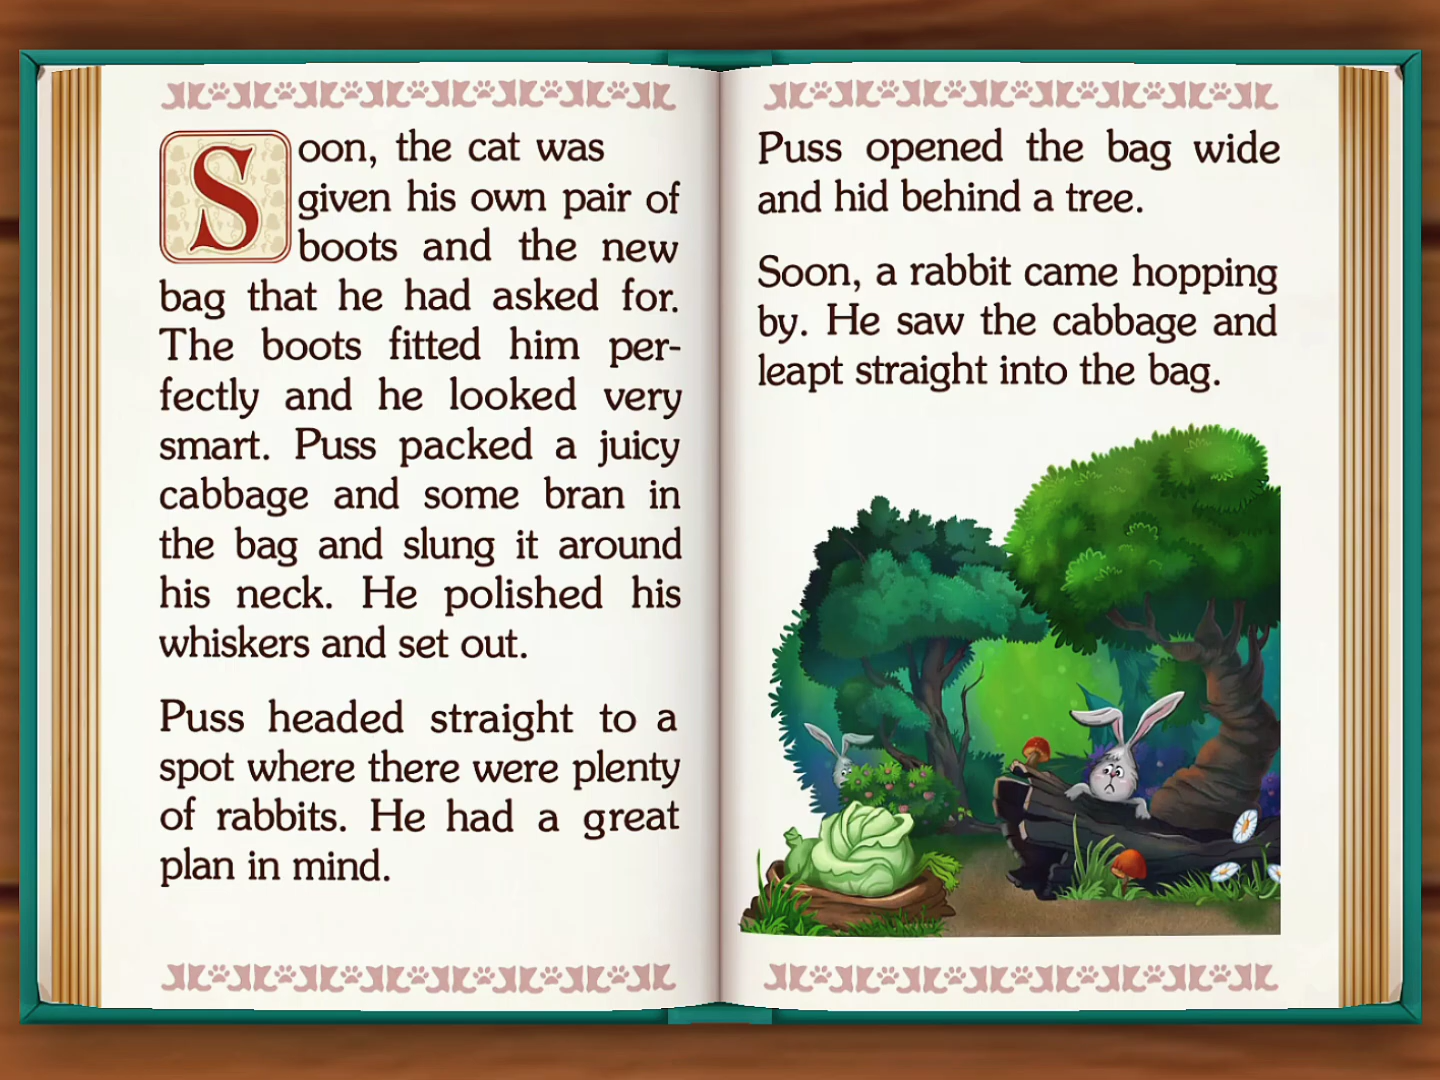 Soon, the cat was
given his own pair of
boots and the new
bag that he had asked for.
The boots fitted him per-
fectly and he looked very
smart. Puss packed a juicy
cabbage and some bran in
the bag and slung it around
his neck. He polished his
whiskers and set out.
Puss headed straight to a
spot where there were plenty
of rabbits. He had a great
plan in mind.
Puss opened the bag wide
and hid behind a tree.
Soon, a rabbit came hopping
by. He saw the cabbage and
leapt straight into the bag.